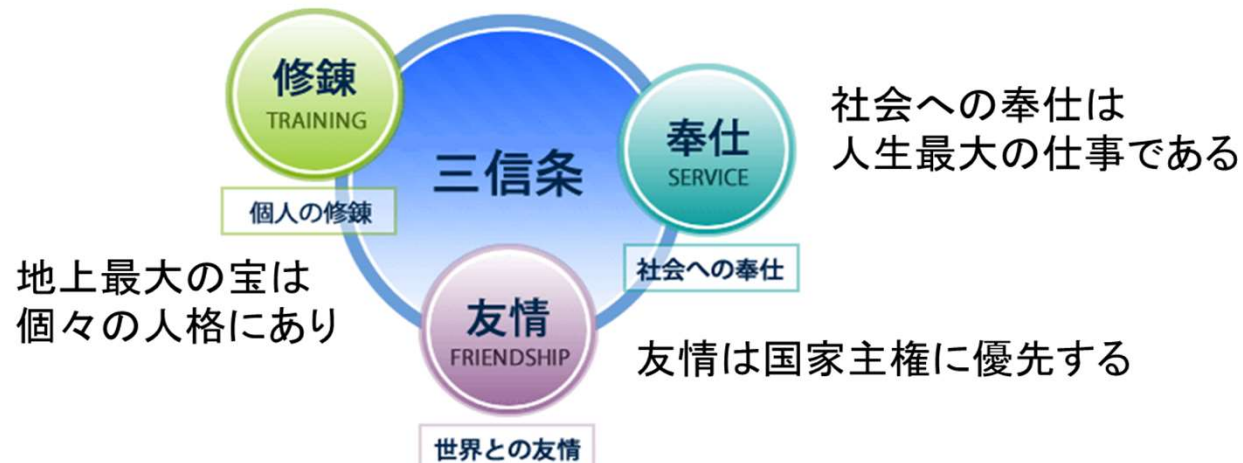 修錬
TRAINING
個人の修錬
三信条
奉仕
SERVICE
社会への奉仕
社会への奉仕は
人生最大の仕事である
地上最大の宝は
個々の人格にあり
友情
FRIENDSHIP
世界との友情
友情は国家主権に優先する